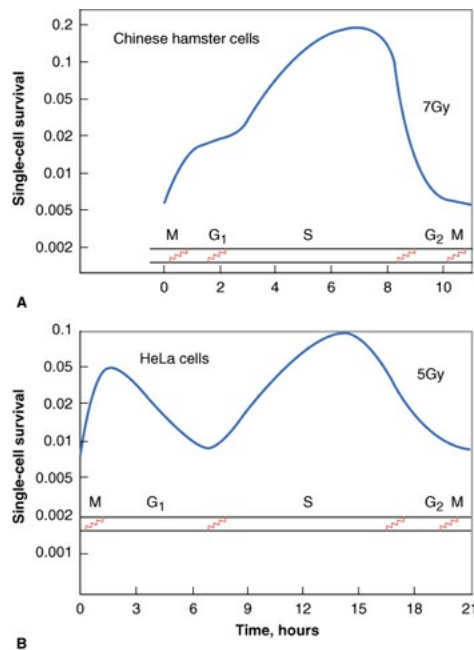 0.2
Chinese hamster cells
0.1
0.05
7Gy
0.02
0.01
0.005
M G1 S G2 M
0.002
Single-cell survival
A
0 2 4 6 8 10
0.1
HeLa cells
5Gy
0.05
0.02
0.01
0.005
M G1 S G2 M
0.002
0.001
Single-cell survival
0 3 6 9 12 15 18 21
Time, hours
B